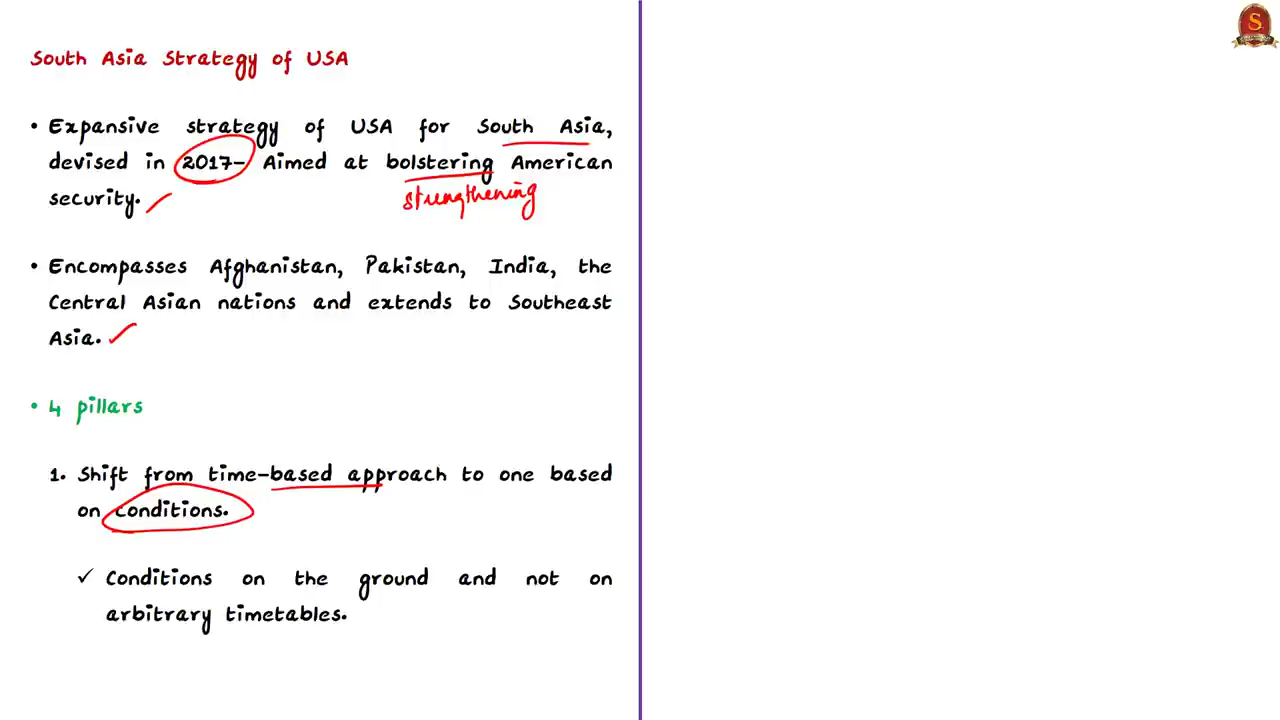 South Asia Strategy of USA
• Expansive strategy of USA for South Asia,
devised in 2017- Aimed at bolstering American
security.
strengthening
• Encompasses Afghanistan, Pakistan, India, the
Central Asian nations and extends to Southeast
Asia.
• 4 pillars
1. Shift from time-based approach to one based
on conditions.
✓ Conditions on the ground and not on
arbitrary timetables.
S